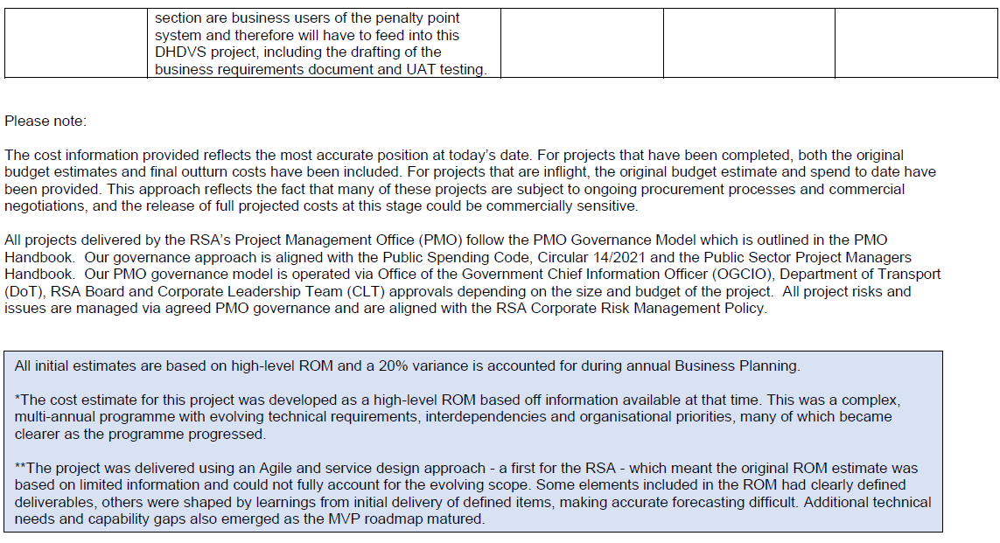 section are business users of the penalty point
system and therefore will have to feed into this
DHDVS project, including the drafting of the
business requirements document and UAT testing.
Please note:
The cost information provided reflects the most accurate position at today's date. For projects that have been completed, both the original
budget estimates and final outturn costs have been included. For projects that are inflight, the original budget estimate and spend to date have
been provided. This approach reflects the fact that many of these projects are subject to ongoing procurement processes and commercial
negotiations, and the release of full projected costs at this stage could be commercially sensitive.
All projects delivered by the RSA's Project Management Office (PMO) follow the PMO Governance Model which is outlined in the PMO
Handbook.  Our governance approach is aligned with the Public Spending Code, Circular 14/2021 and the Public Sector Project Managers
Handbook.  Our PMO governance model is operated via Office of the Government Chief Information Officer (OGCIO), Department of Transport
(DoT), RSA Board and Corporate Leadership Team (CLT) approvals depending on the size and budget of the project.  All project risks and
issues are managed via agreed PMO governance and are aligned with the RSA Corporate Risk Management Policy.
All initial estimates are based on high-level ROM and a 20% variance is accounted for during annual Business Planning.
*The cost estimate for this project was developed as a high-level ROM based off information available at that time. This was a complex,
multi-annual programme with evolving technical requirements, interdependencies and organisational priorities, many of which became
clearer as the programme progressed.
**The project was delivered using an Agile and service design approach - a first for the RSA - which meant the original ROM estimate was
based on limited information and could not fully account for the evolving scope. Some elements included in the ROM had clearly defined
deliverables, others were shaped by learnings from initial delivery of defined items, making accurate forecasting difficult. Additional technical
needs and capability gaps also emerged as the MVP roadmap matured.